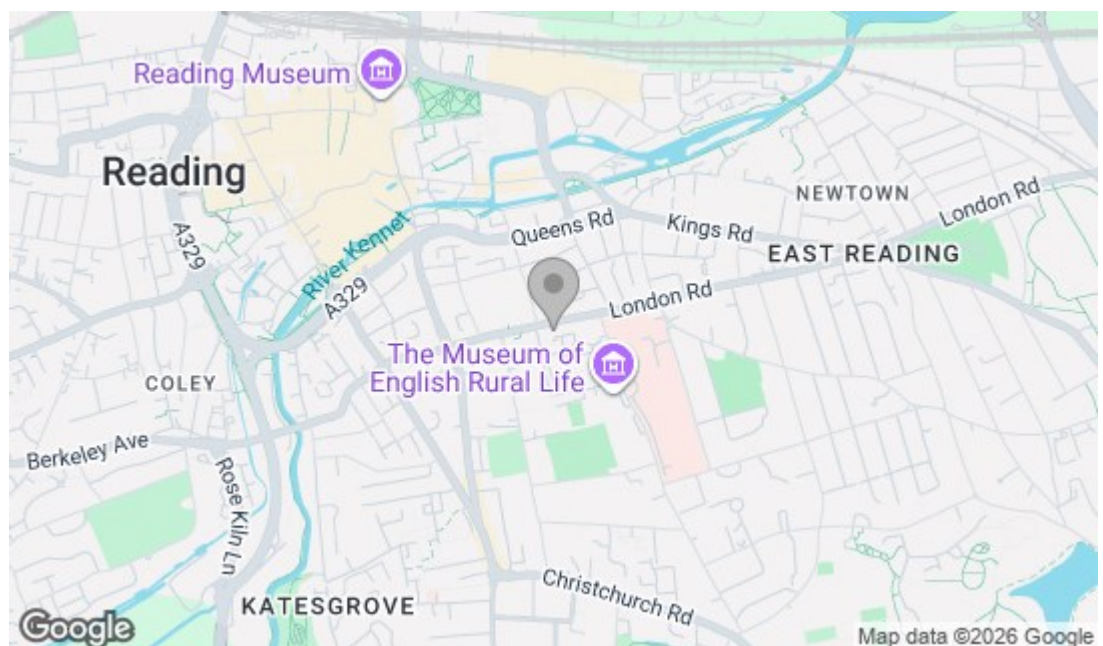 Reading Museum
Reading
NEWTOWN
London Rd
Queens Rd
Kings Rd
EAST READING
River Kennet
A329
A329
London Rd
The Museum of
English Rural Life
COLEY
Berkeley Ave
Rose Kiln Ln
Christchurch Rd
KATESGROVE
Google
Map data ©2026 Google